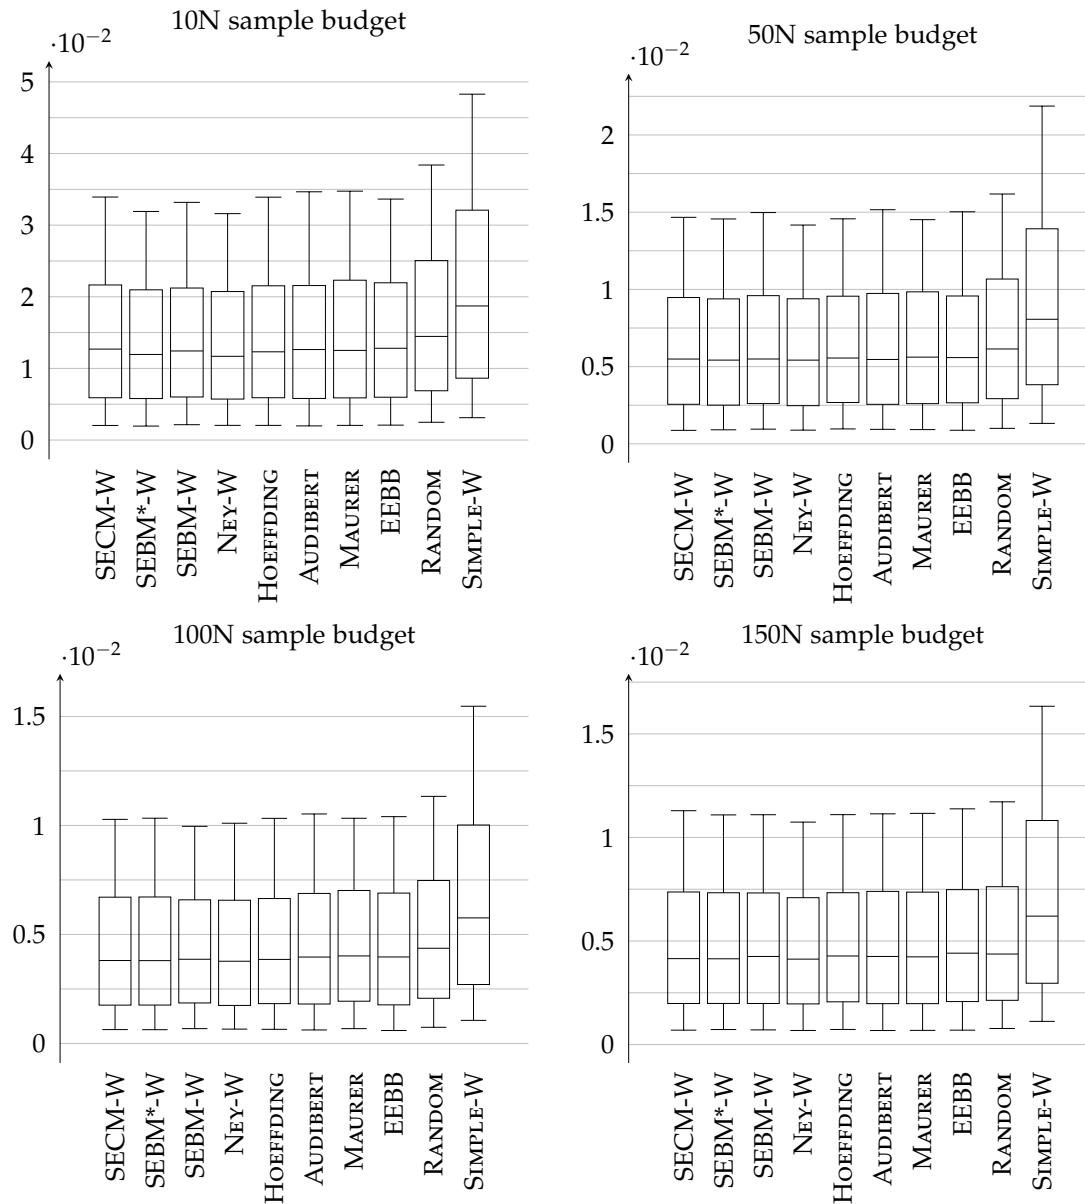 10N sample budget
·10⁻²
5
4
3
2
1
0
SECM-W
SEBM*-W
SEBM-W
NEY-W
HOEFFDING
AUDIBERT
MAURER
EEBB
RANDOM
SIMPLE-W
50N sample budget
·10⁻²
2
1.5
1
0.5
0
SECM-W
SEBM*-W
SEBM-W
NEY-W
HOEFFDING
AUDIBERT
MAURER
EEBB
RANDOM
SIMPLE-W
100N sample budget
·10⁻²
1.5
1
0.5
0
SECM-W
SEBM*-W
SEBM-W
NEY-W
HOEFFDING
AUDIBERT
MAURER
EEBB
RANDOM
SIMPLE-W
150N sample budget
·10⁻²
1.5
1
0.5
0
SECM-W
SEBM*-W
SEBM-W
NEY-W
HOEFFDING
AUDIBERT
MAURER
EEBB
RANDOM
SIMPLE-W